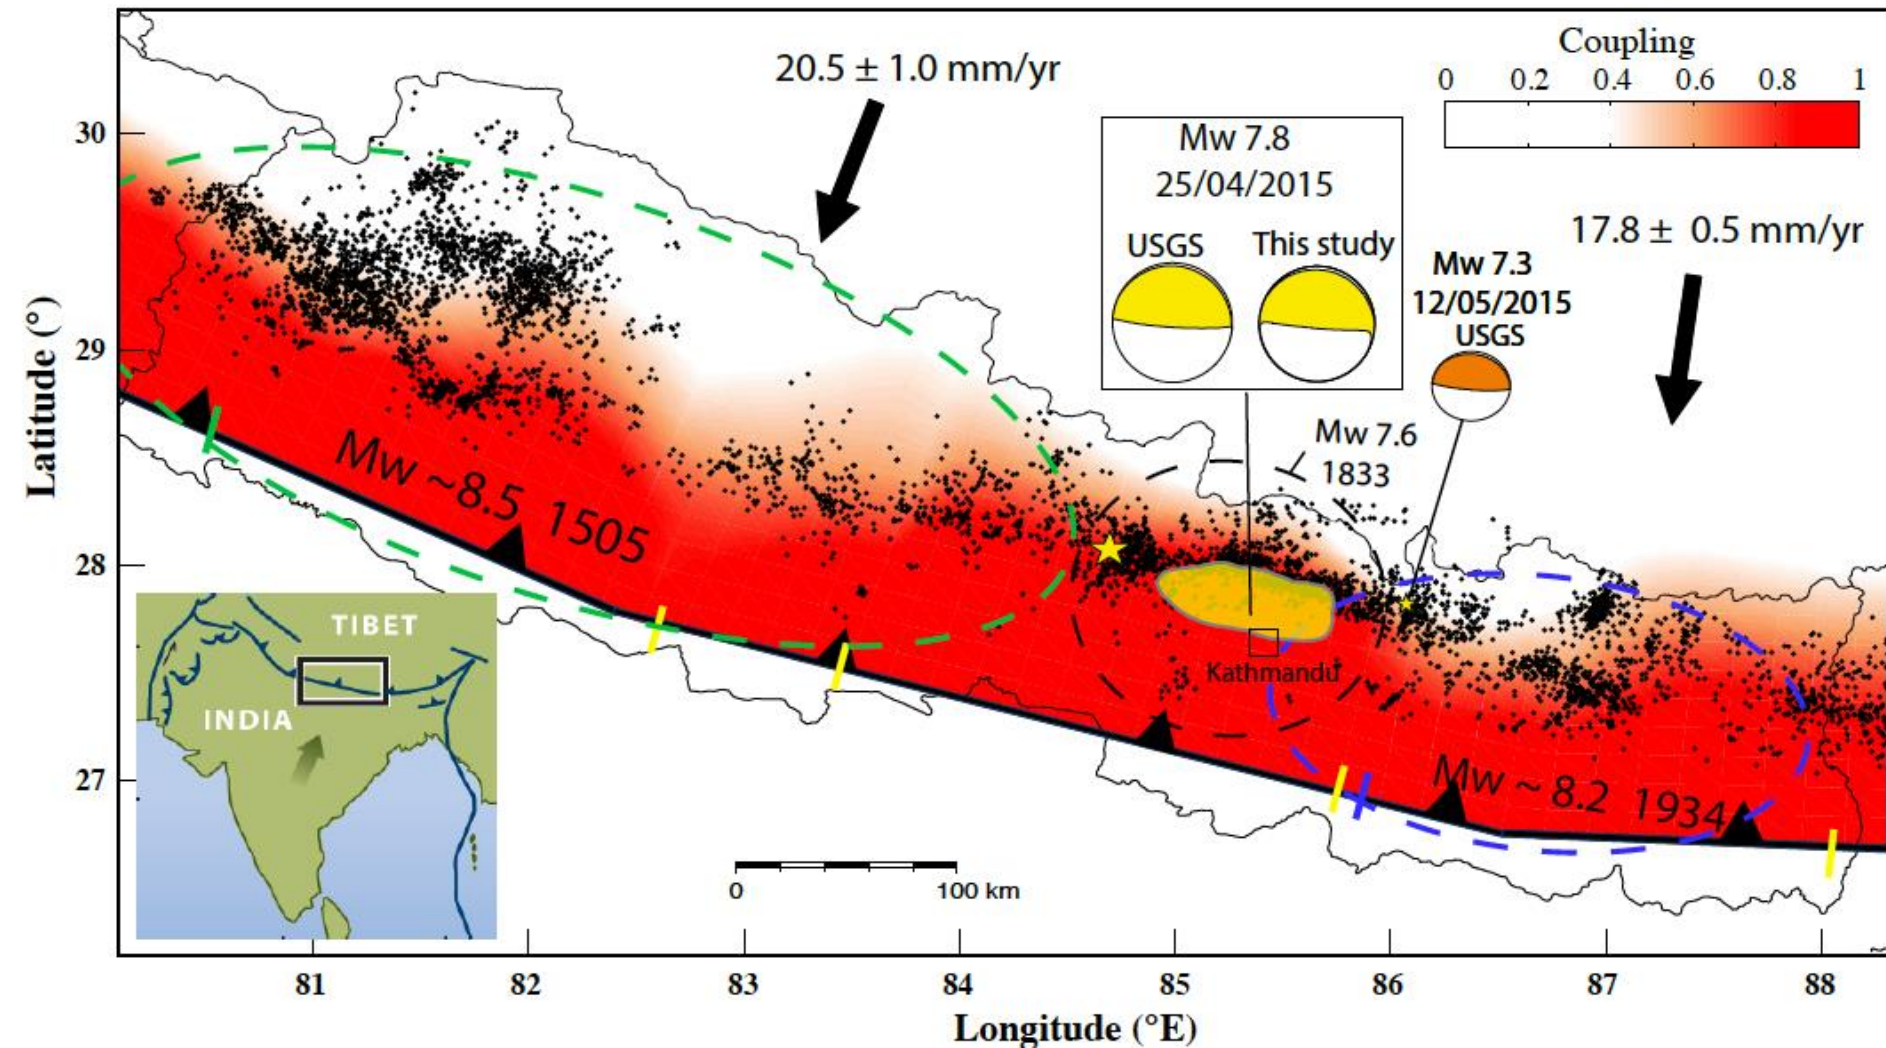 20.5 ± 1.0 mm/yr
Coupling
0 0.2 0.4 0.6 0.8 1
Mw 7.8
25/04/2015
USGS This study
17.8 ± 0.5 mm/yr
Mw 7.3
12/05/2015
USGS
Mw 7.6
1833
Mw ~8.5 1505
Kathmandu
Mw ~ 8.2 1934
TIBET
INDIA
0 100 km
Latitude (°)
30
29
28
27
81 82 83 84 85 86 87 88
Longitude (°E)